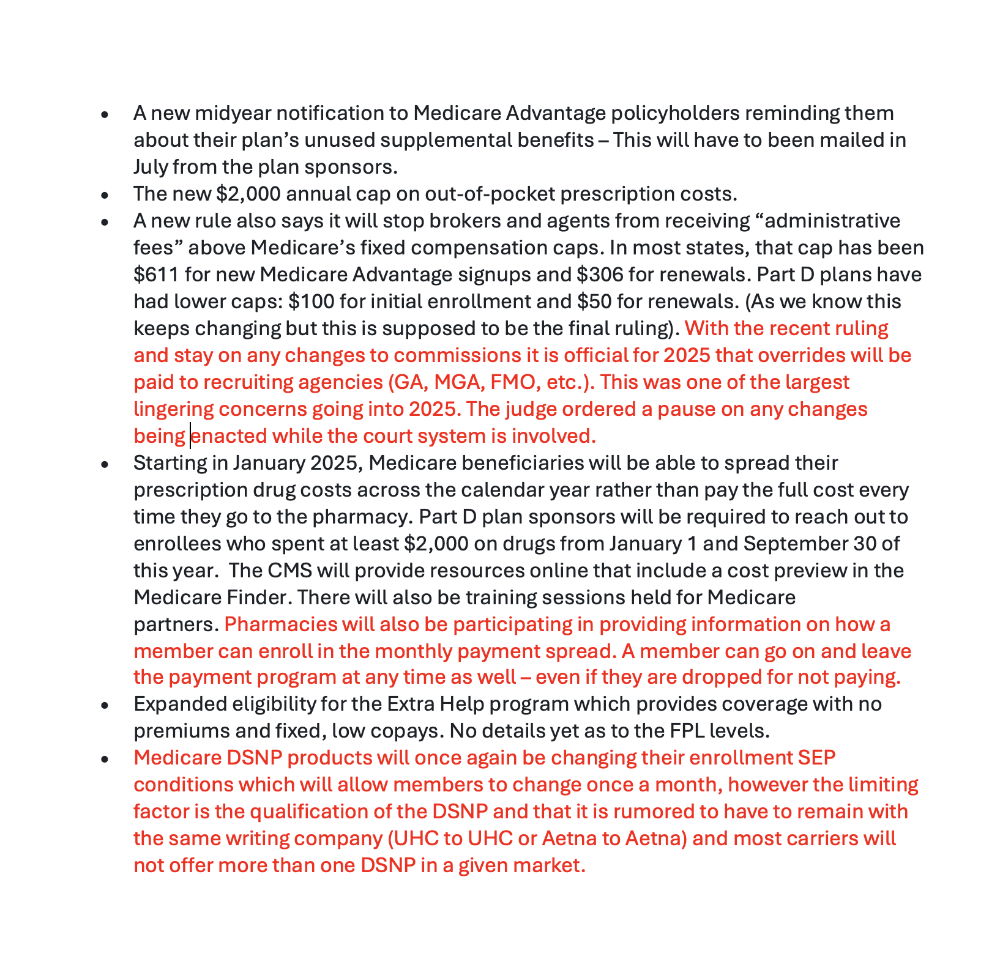 • A new midyear notification to Medicare Advantage policyholders reminding them
about their plan’s unused supplemental benefits – This will have to been mailed in
July from the plan sponsors.
• The new $2,000 annual cap on out-of-pocket prescription costs.
• A new rule also says it will stop brokers and agents from receiving “administrative
fees” above Medicare’s fixed compensation caps. In most states, that cap has been
$611 for new Medicare Advantage signups and $306 for renewals. Part D plans have
had lower caps: $100 for initial enrollment and $50 for renewals. (As we know this
keeps changing but this is supposed to be the final ruling). With the recent ruling
and stay on any changes to commissions it is official for 2025 that overrides will be
paid to recruiting agencies (GA, MGA, FMO, etc.). This was one of the largest
lingering concerns going into 2025. The judge ordered a pause on any changes
being enacted while the court system is involved.
• Starting in January 2025, Medicare beneficiaries will be able to spread their
prescription drug costs across the calendar year rather than pay the full cost every
time they go to the pharmacy. Part D plan sponsors will be required to reach out to
enrollees who spent at least $2,000 on drugs from January 1 and September 30 of
this year.  The CMS will provide resources online that include a cost preview in the
Medicare Finder. There will also be training sessions held for Medicare
partners. Pharmacies will also be participating in providing information on how a
member can enroll in the monthly payment spread. A member can go on and leave
the payment program at any time as well – even if they are dropped for not paying.
• Expanded eligibility for the Extra Help program which provides coverage with no
premiums and fixed, low copays. No details yet as to the FPL levels.
• Medicare DSNP products will once again be changing their enrollment SEP
conditions which will allow members to change once a month, however the limiting
factor is the qualification of the DSNP and that it is rumored to have to remain with
the same writing company (UHC to UHC or Aetna to Aetna) and most carriers will
not offer more than one DSNP in a given market.